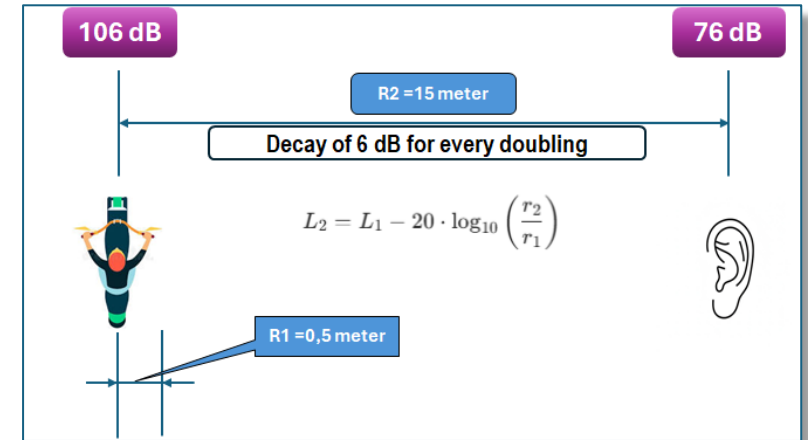 106 dB
76 dB
R2 =15 meter
Decay of 6 dB for every doubling
L₂ = L₁ − 20 · log₁₀ (r₂/r₁)
R1 =0,5 meter